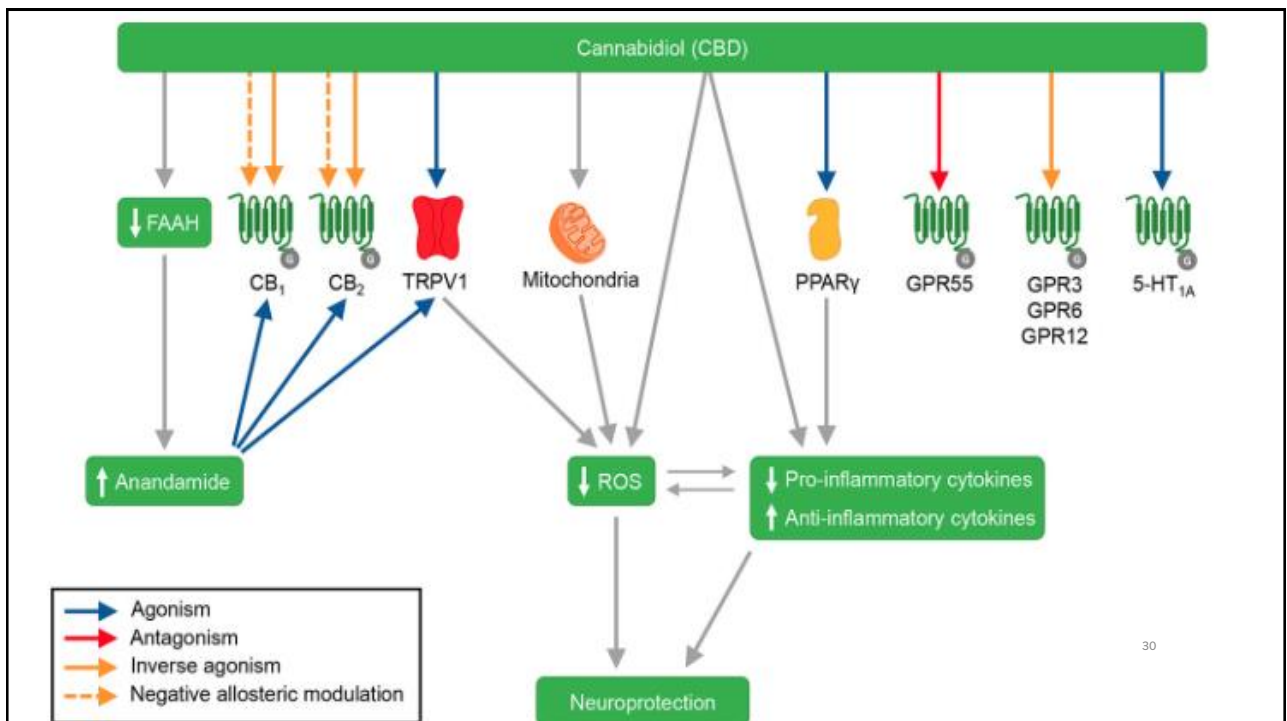 Cannabidiol (CBD)
↓ FAAH
G
CB₁
G
CB₂
TRPV1
Mitochondria
PPARγ
G
GPR55
G
GPR3
GPR6
GPR12
G
5-HT₁A
↑ Anandamide
↓ ROS
↓ Pro-inflammatory cytokines
↑ Anti-inflammatory cytokines
Agonism
Antagonism
Inverse agonism
Negative allosteric modulation
30
Neuroprotection